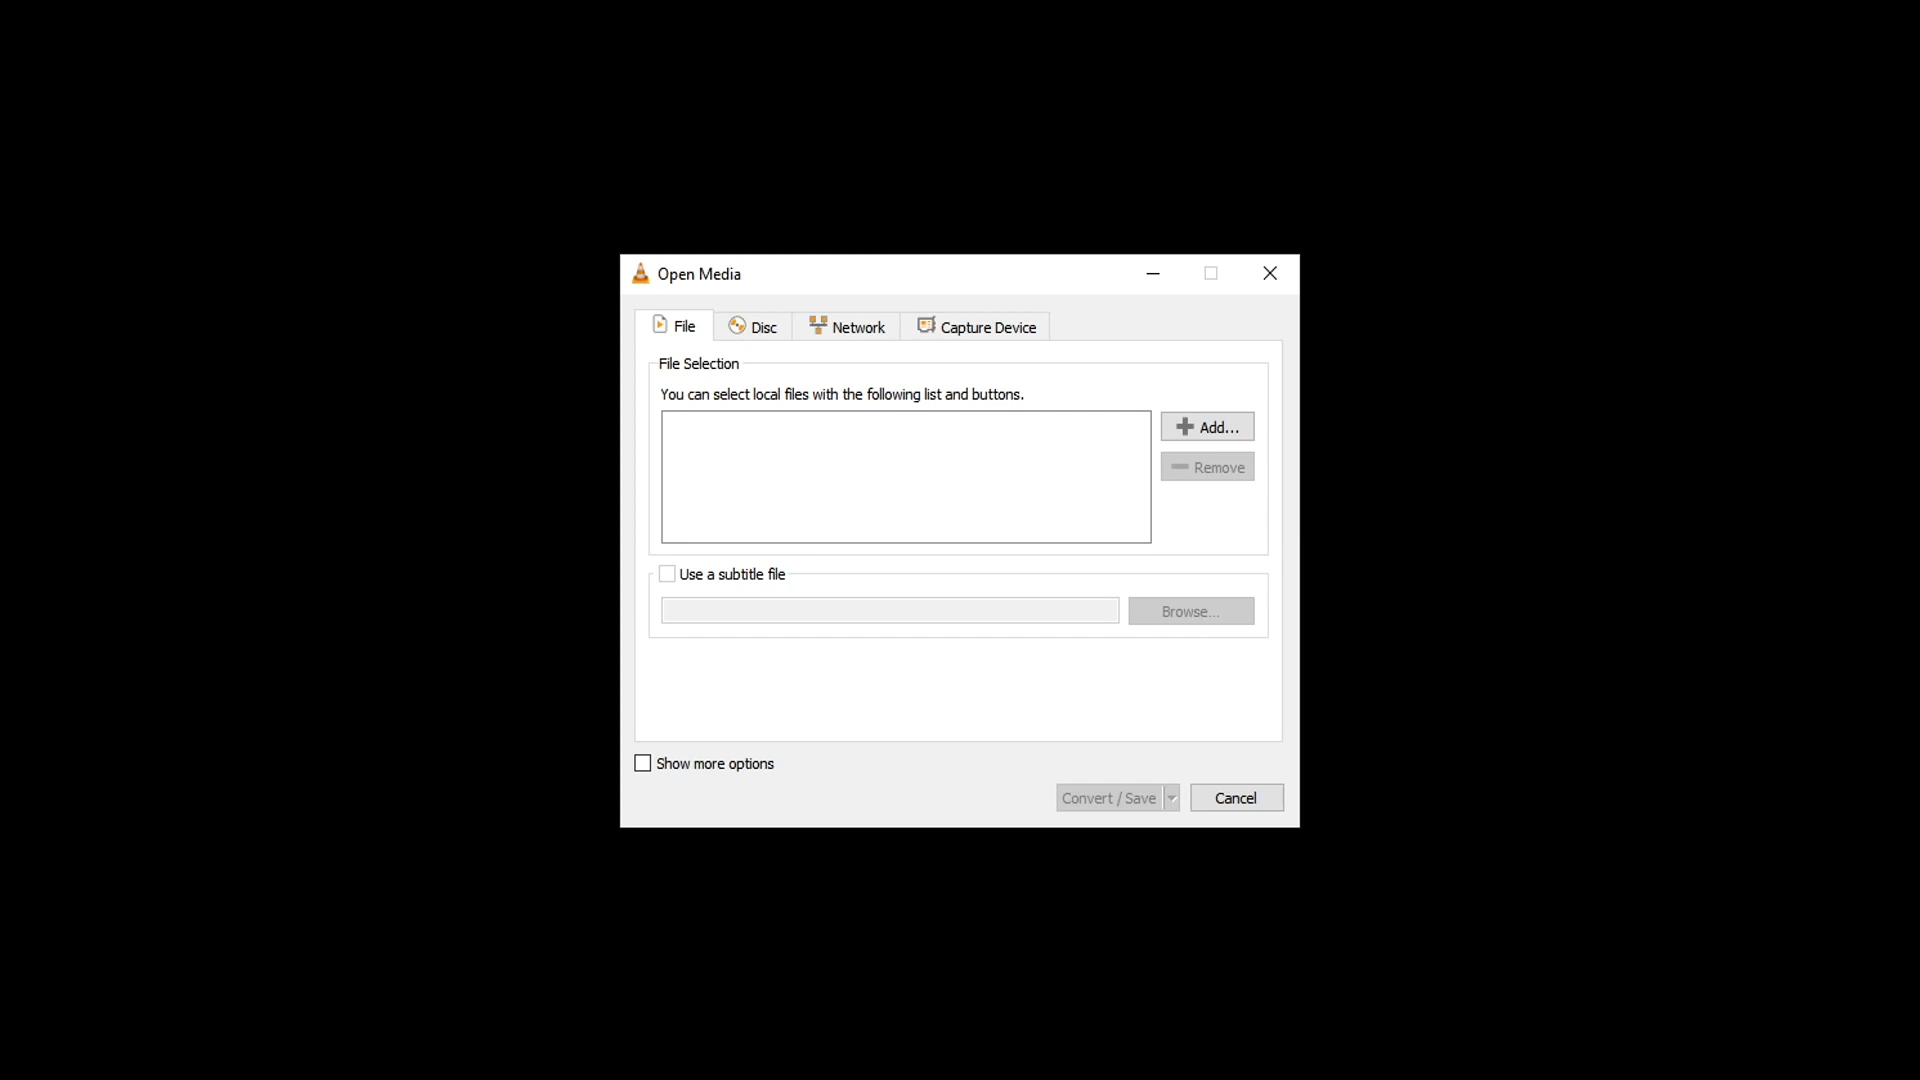 Open Media
File
Disc
Network
Capture Device
File Selection
You can select local files with the following list and buttons.
Add...
Remove
Use a subtitle file
Browse...
Show more options
Convert / Save
Cancel